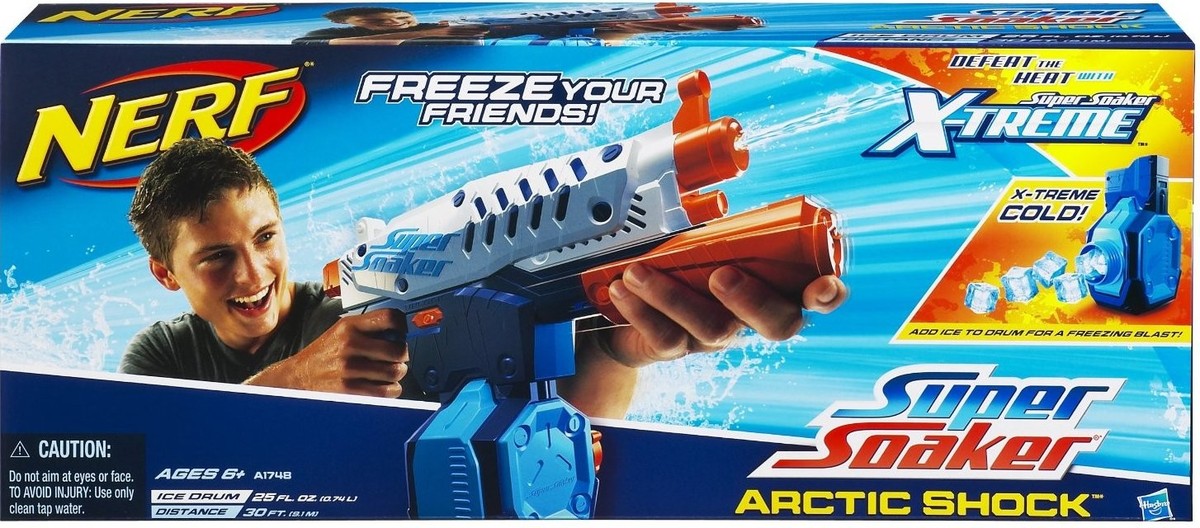 NERF
FREEZE YOUR
FRIENDS!
DEFEAT THE
HEAT WITH
Super Soaker
X-TREME™
X-TREME
COLD!
ADD ICE TO DRUM FOR A FREEZING BLAST!
Super
Soaker
Super
Soaker
ARCTIC SHOCK™
Hasbro
⚠ CAUTION:
Do not aim at eyes or face.
TO AVOID INJURY: Use only
clean tap water.
AGES 6+ A1748
ICE DRUM 25 FL. OZ. (0.74 L)
DISTANCE 30 FT. (9.1 M)